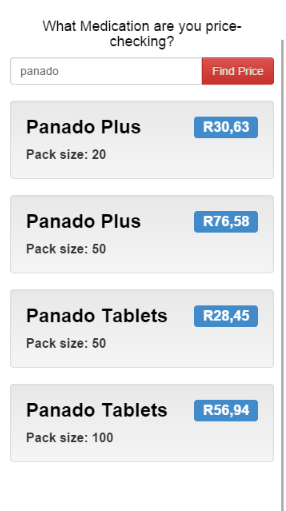 What Medication are you price-
checking?
panado
Find Price
Panado Plus
R30,63
Pack size: 20
Panado Plus
R76,58
Pack size: 50
Panado Tablets
R28,45
Pack size: 50
Panado Tablets
R56,94
Pack size: 100